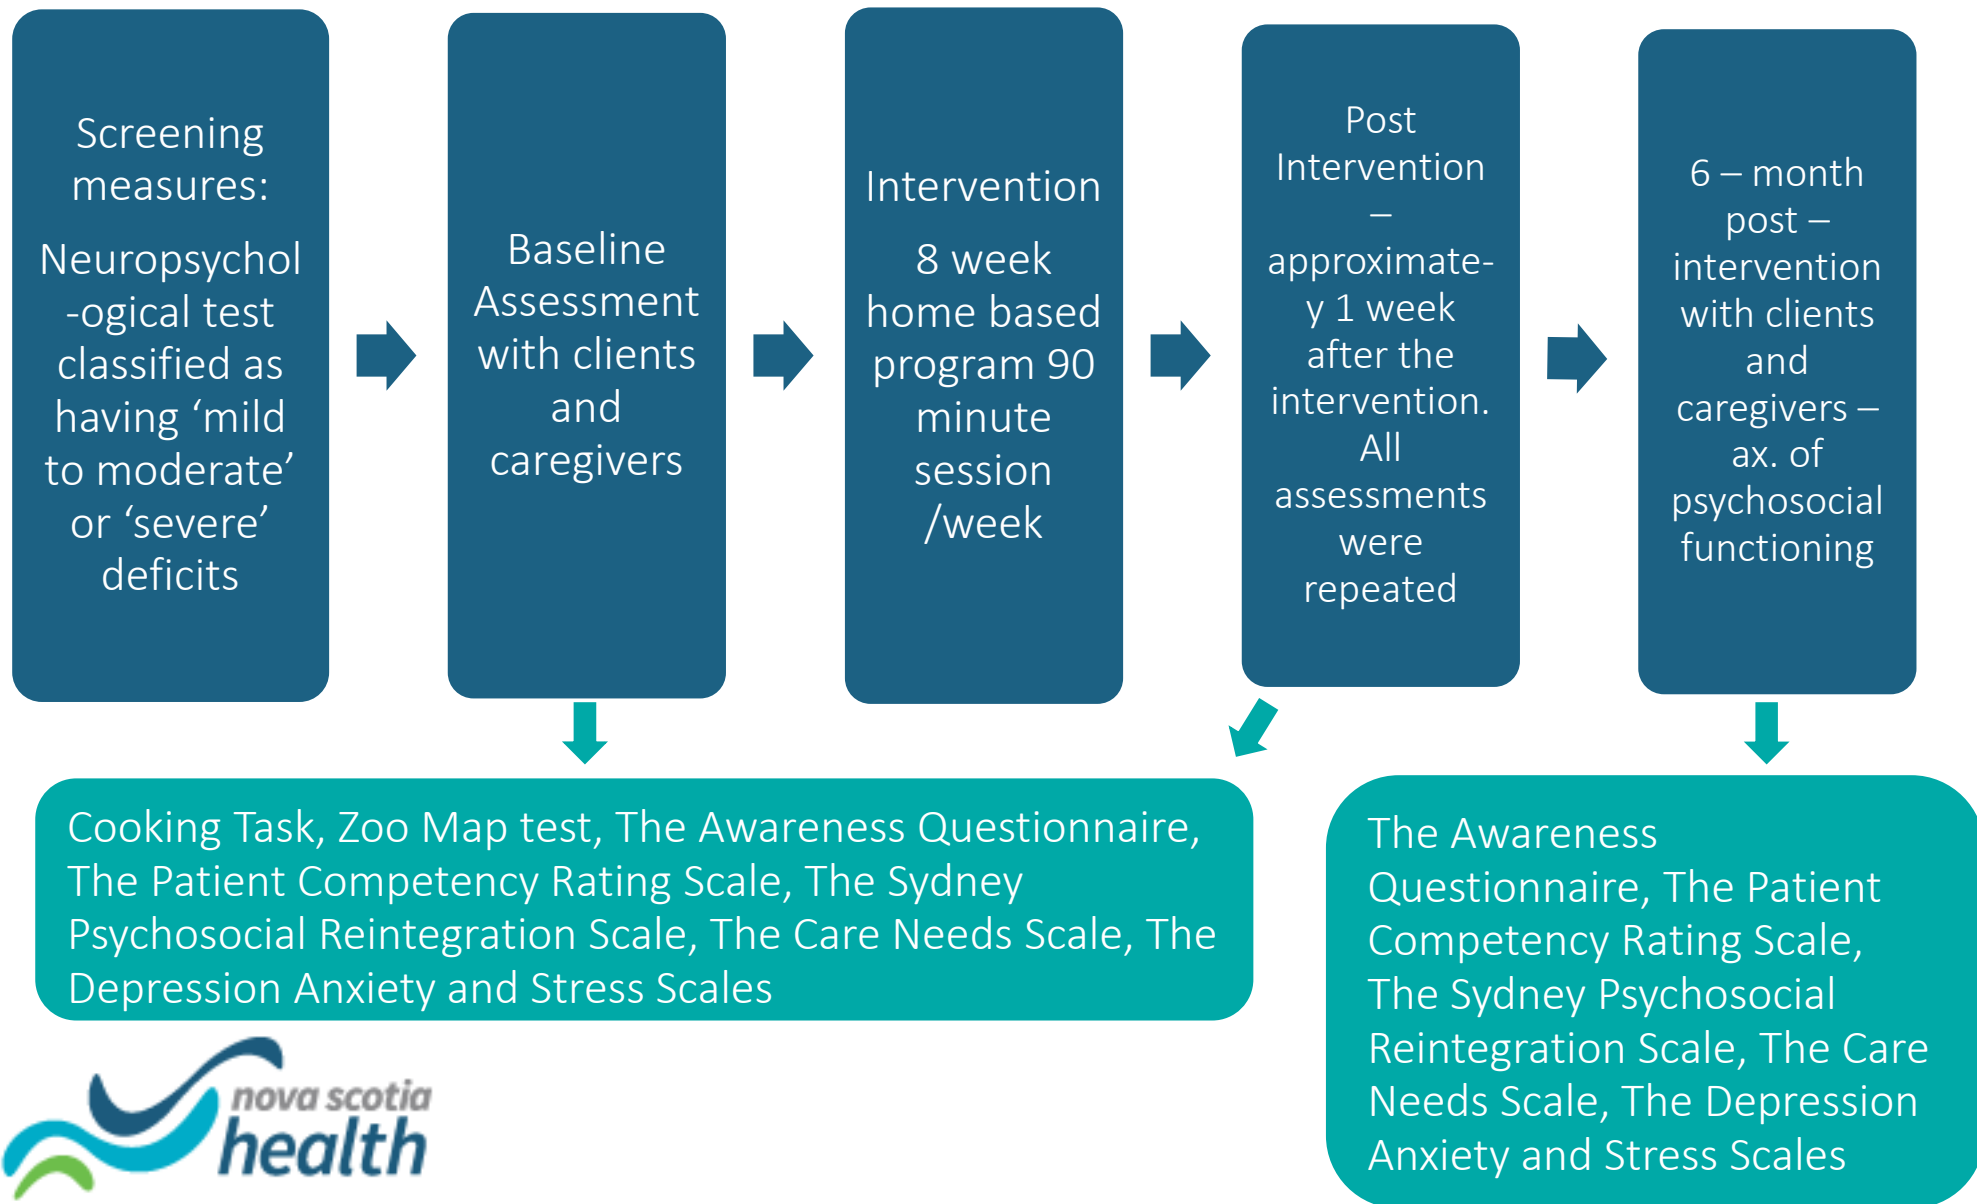 Screening
measures:
Neuropsychol
-ogical test
classified as
having ‘mild
to moderate’
or ‘severe’
deficits
Baseline
Assessment
with clients
and
caregivers
Intervention
8 week
home based
program 90
minute
session
/week
Post
Intervention
–
approximate-
y 1 week
after the
intervention.
All
assessments
were
repeated
6 – month
post –
intervention
with clients
and
caregivers –
ax. of
psychosocial
functioning
Cooking Task, Zoo Map test, The Awareness Questionnaire,
The Patient Competency Rating Scale, The Sydney
Psychosocial Reintegration Scale, The Care Needs Scale, The
Depression Anxiety and Stress Scales
The Awareness
Questionnaire, The Patient
Competency Rating Scale,
The Sydney Psychosocial
Reintegration Scale, The Care
Needs Scale, The Depression
Anxiety and Stress Scales
nova scotia
health